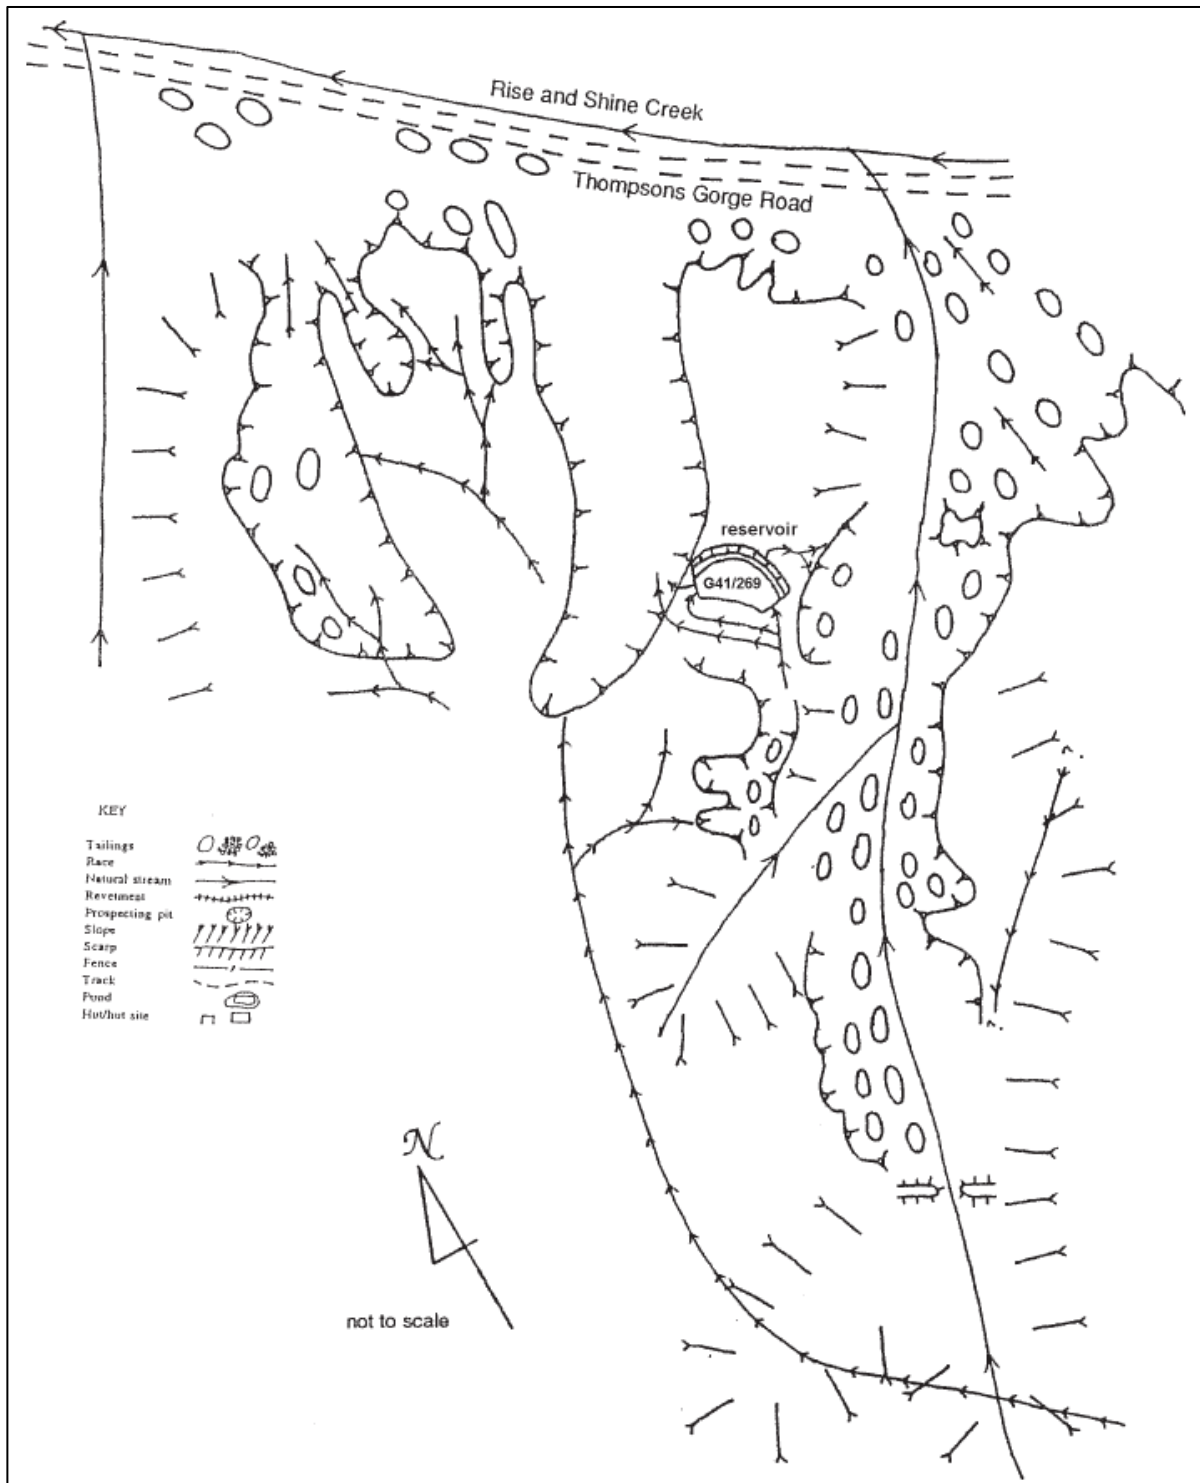 Rise and Shine Creek
Thompsons Gorge Road
reservoir
G41/269
KEY
Tailings
Race
Natural stream
Revetment
Prospecting pit
Slope
Scarp
Fence
Track
Pond
Hut/hut site
N
not to scale
?
?